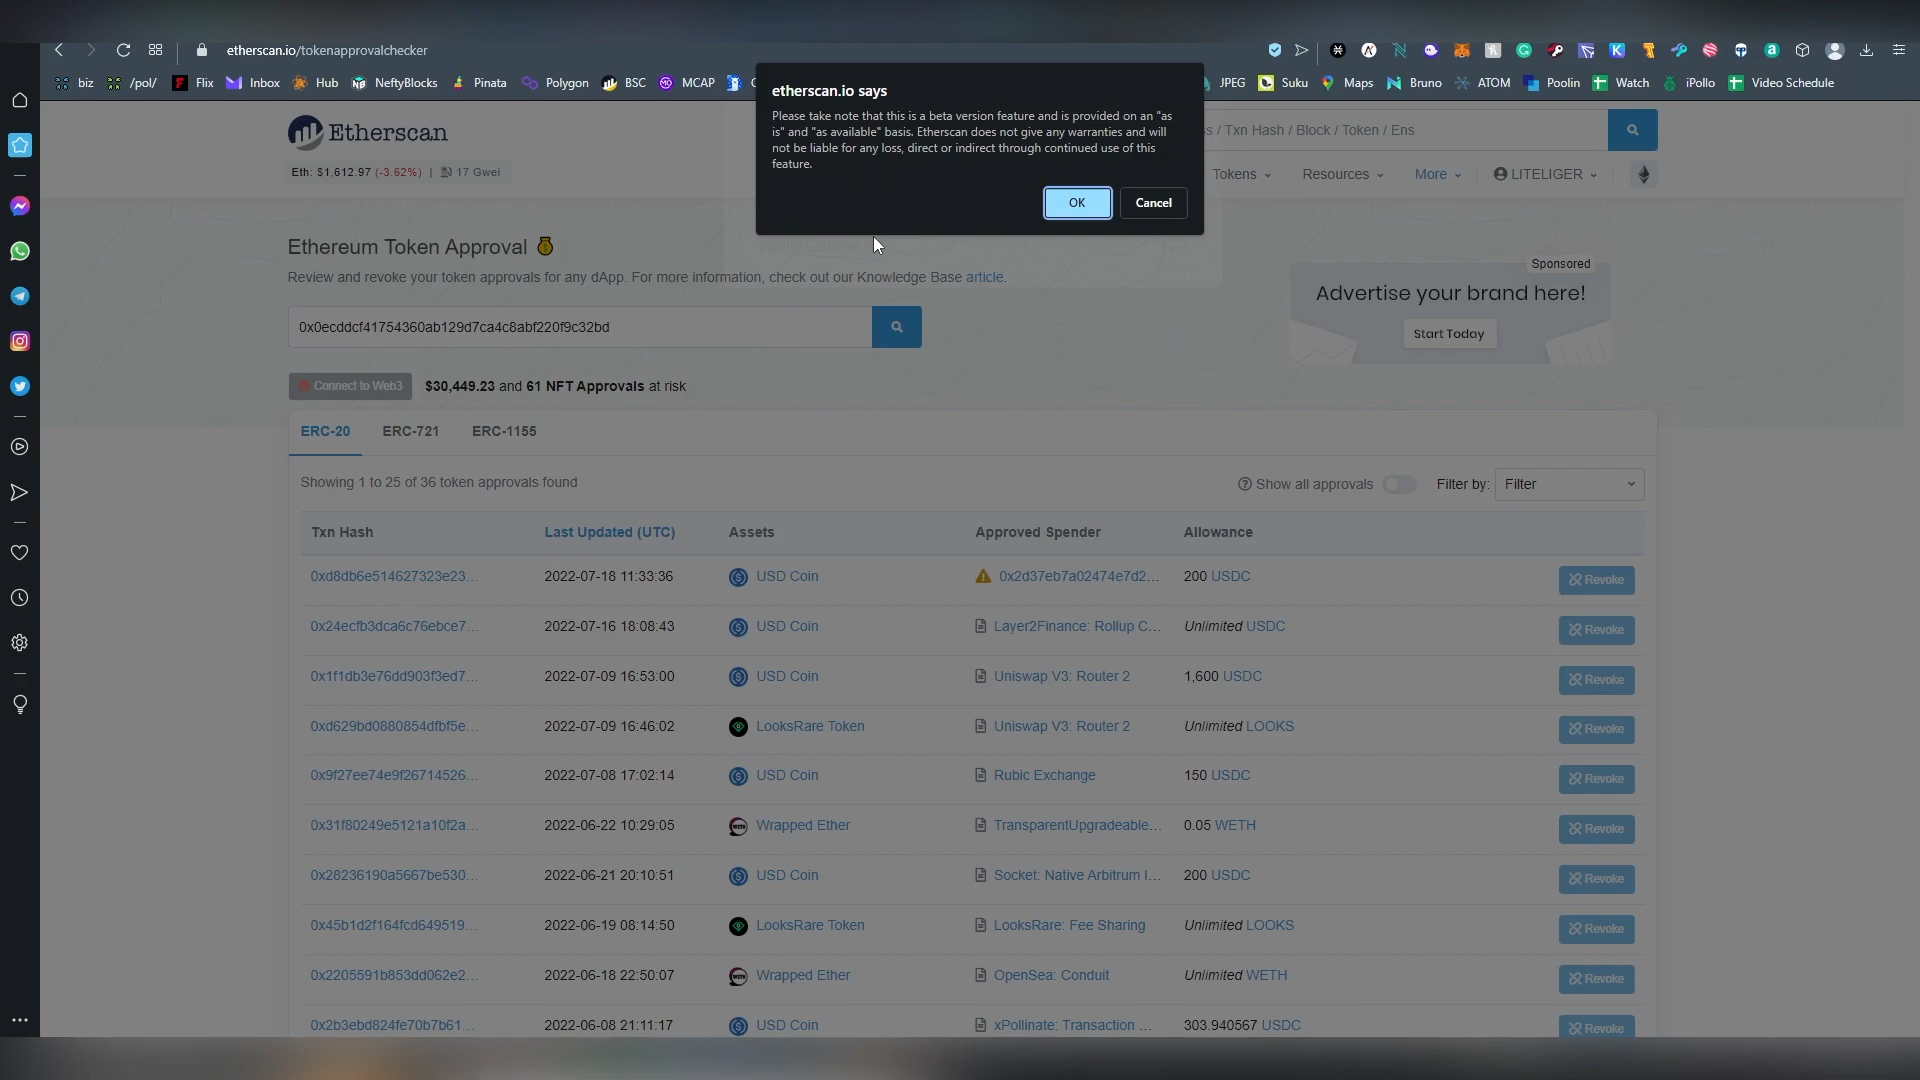 etherscan.io/tokenapprovalchecker
biz /pol/ Flix Inbox Hub NeftyBlocks Pinata Polygon BSC MCAP JPEG Suku Maps Bruno ATOM Poolin Watch iPollo Video Schedule
etherscan.io says
Please take note that this is a beta version feature and is provided on an "as
is" and "as available" basis. Etherscan does not give any warranties and will
not be liable for any loss, direct or indirect through continued use of this
feature.
OK Cancel
Etherscan
/ Txn Hash / Block / Token / Ens
Eth: $1,612.97 (-3.62%) | 17 Gwei
Tokens Resources More LITELIGER
Ethereum Token Approval
Review and revoke your token approvals for any dApp. For more information, check out our Knowledge Base article.
Sponsored
Advertise your brand here!
Start Today
0x0ecddcf41754360ab129d7ca4c8abf220f9c32bd
Connect to Web3 $30,449.23 and 61 NFT Approvals at risk
ERC-20 ERC-721 ERC-1155
Showing 1 to 25 of 36 token approvals found
Show all approvals Filter by: Filter
Txn Hash Last Updated (UTC) Assets Approved Spender Allowance
0xd8db6e514627323e23... 2022-07-18 11:33:36 USD Coin 0x2d37eb7a02474e7d2... 200 USDC Revoke
0x24ecfb3dca6c76ebce7... 2022-07-16 18:08:43 USD Coin Layer2Finance: Rollup C... Unlimited USDC Revoke
0x1f1db3e76dd903f3ed7... 2022-07-09 16:53:00 USD Coin Uniswap V3: Router 2 1,600 USDC Revoke
0xd629bd0880854dfbf5e... 2022-07-09 16:46:02 LooksRare Token Uniswap V3: Router 2 Unlimited LOOKS Revoke
0x9f27ee74e9f26714526... 2022-07-08 17:02:14 USD Coin Rubic Exchange 150 USDC Revoke
0x31f80249e5121a10f2a... 2022-06-22 10:29:05 Wrapped Ether TransparentUpgradeable... 0.05 WETH Revoke
0x28236190a5667be530... 2022-06-21 20:10:51 USD Coin Socket: Native Arbitrum I... 200 USDC Revoke
0x45b1d2f164fcd649519... 2022-06-19 08:14:50 LooksRare Token LooksRare: Fee Sharing Unlimited LOOKS Revoke
0x2205591b853dd062e2... 2022-06-18 22:50:07 Wrapped Ether OpenSea: Conduit Unlimited WETH Revoke
0x2b3ebd824fe70b7b61... 2022-06-08 21:11:17 USD Coin xPollinate: Transaction ... 303.940567 USDC Revoke